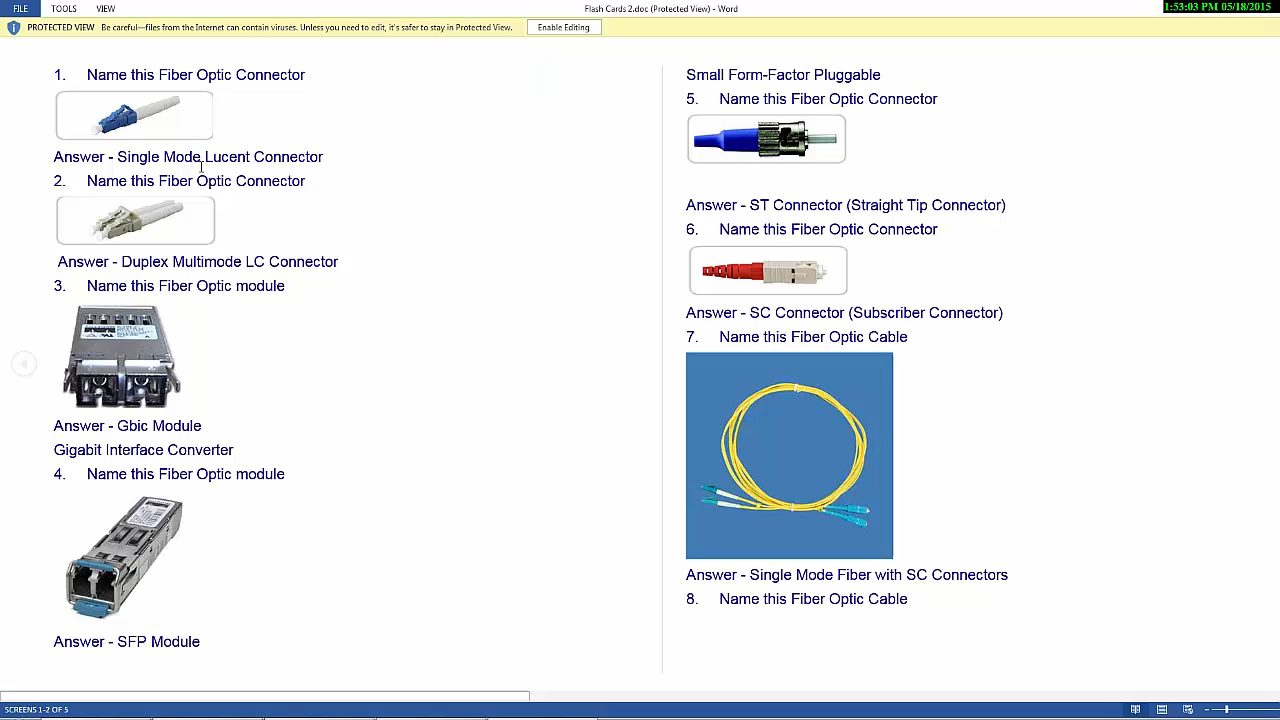 FILE TOOLS VIEW
Flash Cards 2.doc (Protected View) - Word
1:53:03 PM 05/18/2015
PROTECTED VIEW Be careful—files from the Internet can contain viruses. Unless you need to edit, it's safer to stay in Protected View. Enable Editing
1. Name this Fiber Optic Connector
Answer - Single Mode Lucent Connector
2. Name this Fiber Optic Connector
Answer - Duplex Multimode LC Connector
3. Name this Fiber Optic module
Answer - Gbic Module
Gigabit Interface Converter
4. Name this Fiber Optic module
Answer - SFP Module
Small Form-Factor Pluggable
5. Name this Fiber Optic Connector
Answer - ST Connector (Straight Tip Connector)
6. Name this Fiber Optic Connector
Answer - SC Connector (Subscriber Connector)
7. Name this Fiber Optic Cable
Answer - Single Mode Fiber with SC Connectors
8. Name this Fiber Optic Cable
SCREENS 1-2 OF 5